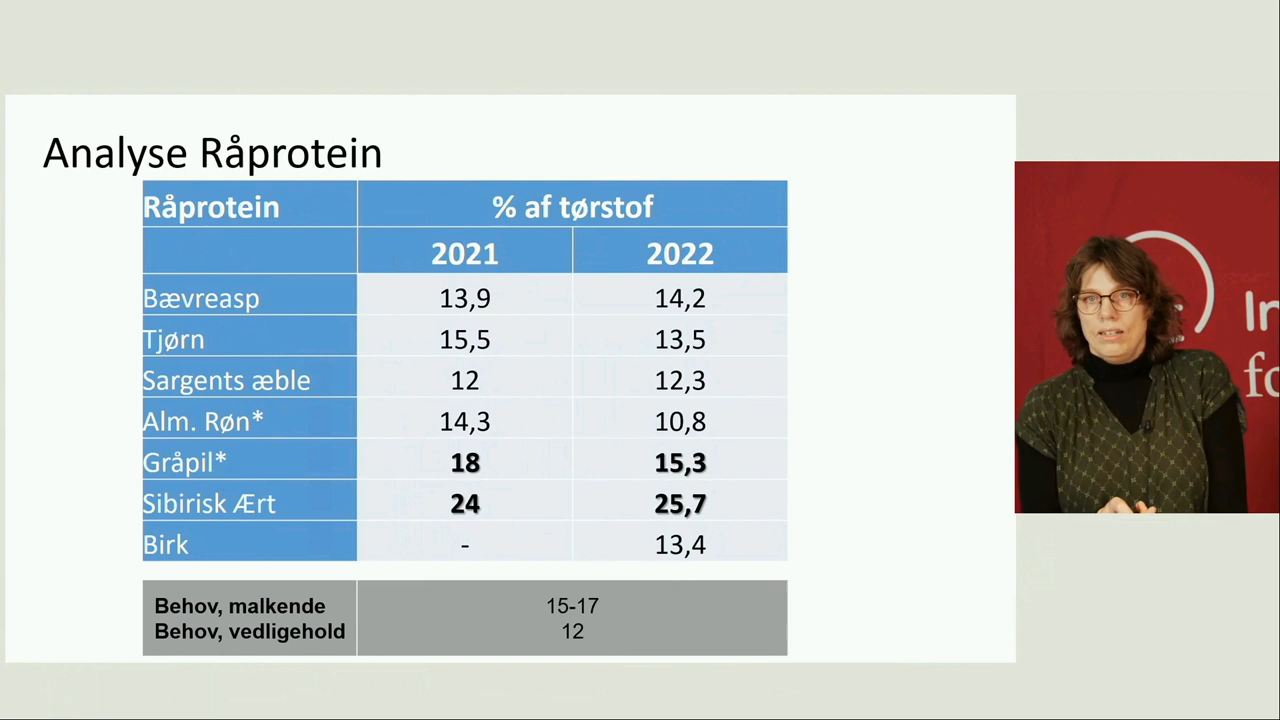 Analyse Råprotein
Råprotein % af tørstof
2021 2022
Bævreasp 13,9 14,2
Tjørn 15,5 13,5
Sargents æble 12 12,3
Alm. Røn* 14,3 10,8
Gråpil* 18 15,3
Sibirisk Ært 24 25,7
Birk - 13,4
Behov, malkende 15-17
Behov, vedligehold 12